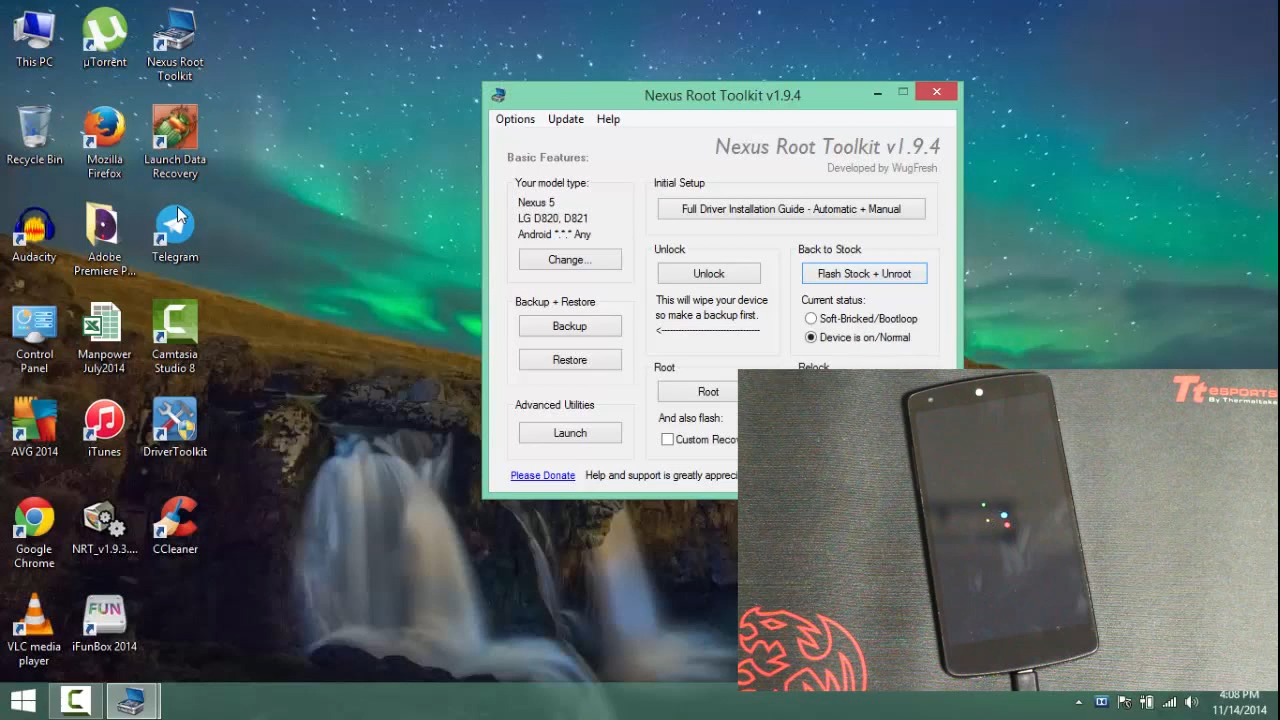 This PC
µTorrent
Nexus Root
Toolkit
Recycle Bin
Mozilla
Firefox
Launch Data
Recovery
Audacity
Adobe
Premiere P...
Telegram
Control
Panel
Manpower
July2014
Camtasia
Studio 8
AVG 2014
iTunes
DriverToolkit
Google
Chrome
NRT_v1.9.3....
CCleaner
VLC media
player
FUN
iFunBox 2014
Nexus Root Toolkit v1.9.4
Options Update Help
Nexus Root Toolkit v1.9.4
Developed by WugFresh
Basic Features:
Your model type:
Nexus 5
LG D820, D821
Android *.*.* Any
Change...
Backup + Restore
Backup
Restore
Advanced Utilities
Launch
Initial Setup
Full Driver Installation Guide - Automatic + Manual
Unlock
Unlock
This will wipe your device
so make a backup first.
<--------------------------
Back to Stock
Flash Stock + Unroot
Current status:
Soft-Bricked/Bootloop
Device is on/Normal
Root
Root
And also flash:
Custom Reco
Relock
Please Donate Help and support is greatly appreci
Tt eSPORTS
By Thermaltake
4:08 PM
11/14/2014